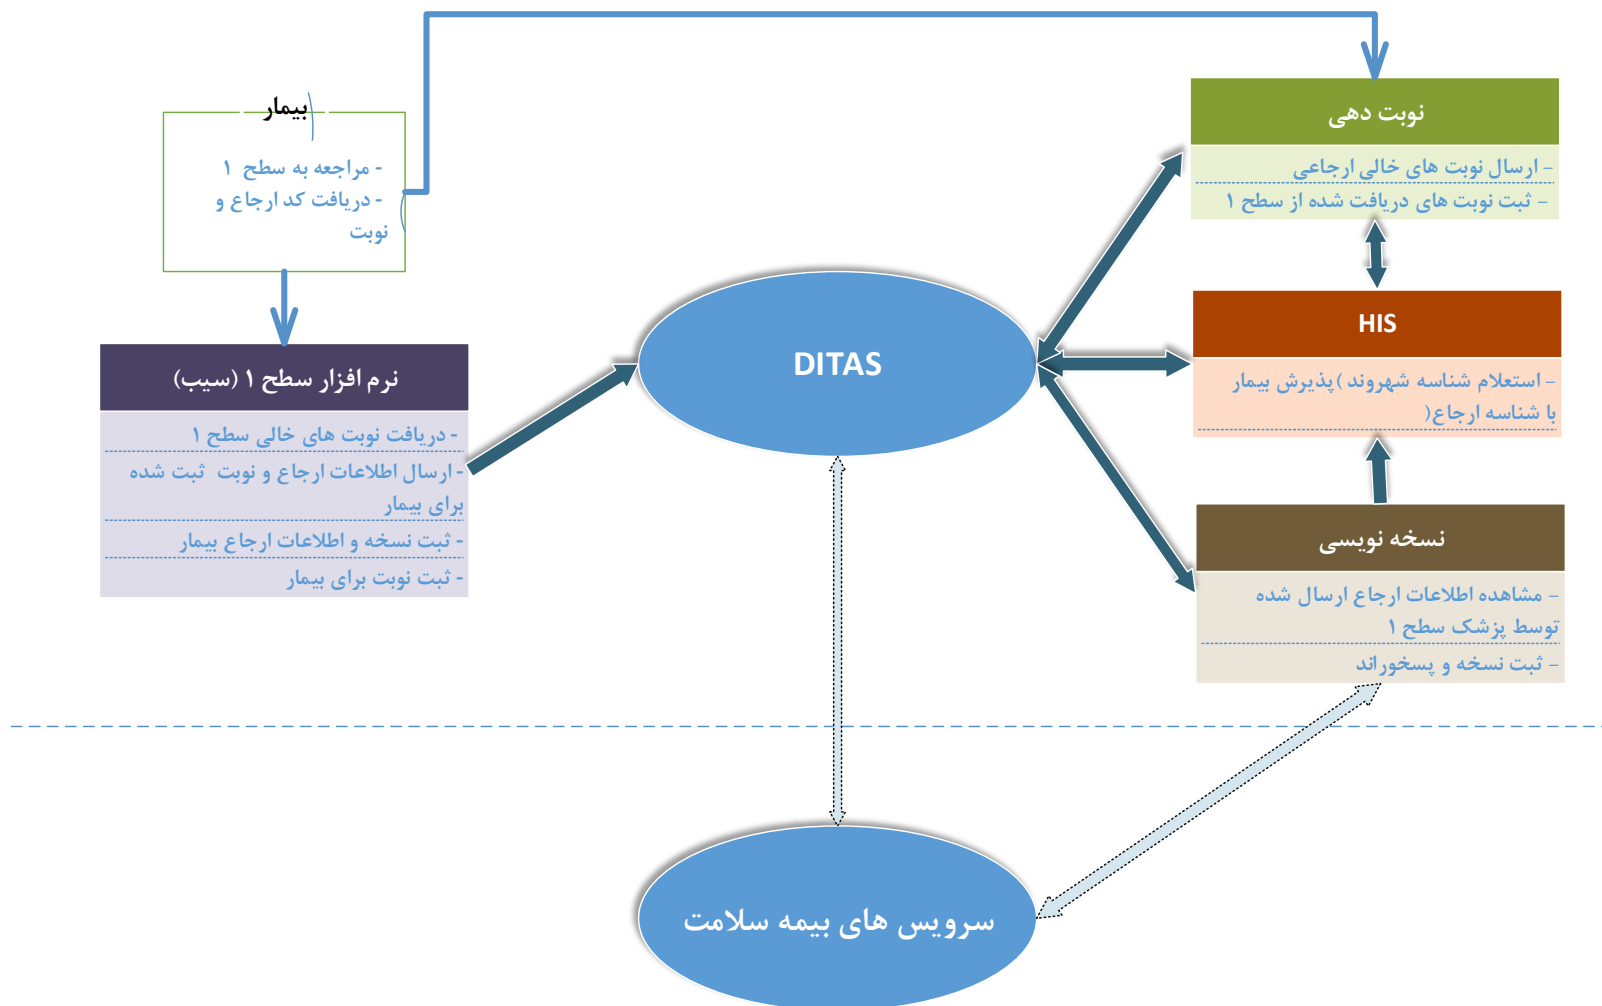 بیمار
- مراجعه به سطح ۱
- دریافت کد ارجاع و
نوبت
نوبت دهی
- ارسال نوبت های خالی ارجاعی
- ثبت نوبت های دریافت شده از سطح ۱
HIS
- استعلام شناسه شهروند )پذیرش بیمار
با شناسه ارجاع(
نسخه نویسی
- مشاهده اطلاعات ارجاع ارسال شده
توسط پزشک سطح ۱
- ثبت نسخه و پسخوراند
DITAS
نرم افزار سطح ۱ (سیب)
- دریافت نوبت های خالی سطح ۱
- ارسال اطلاعات ارجاع و نوبت ثبت شده
برای بیمار
- ثبت نسخه و اطلاعات ارجاع بیمار
- ثبت نوبت برای بیمار
سرویس های بیمه سلامت